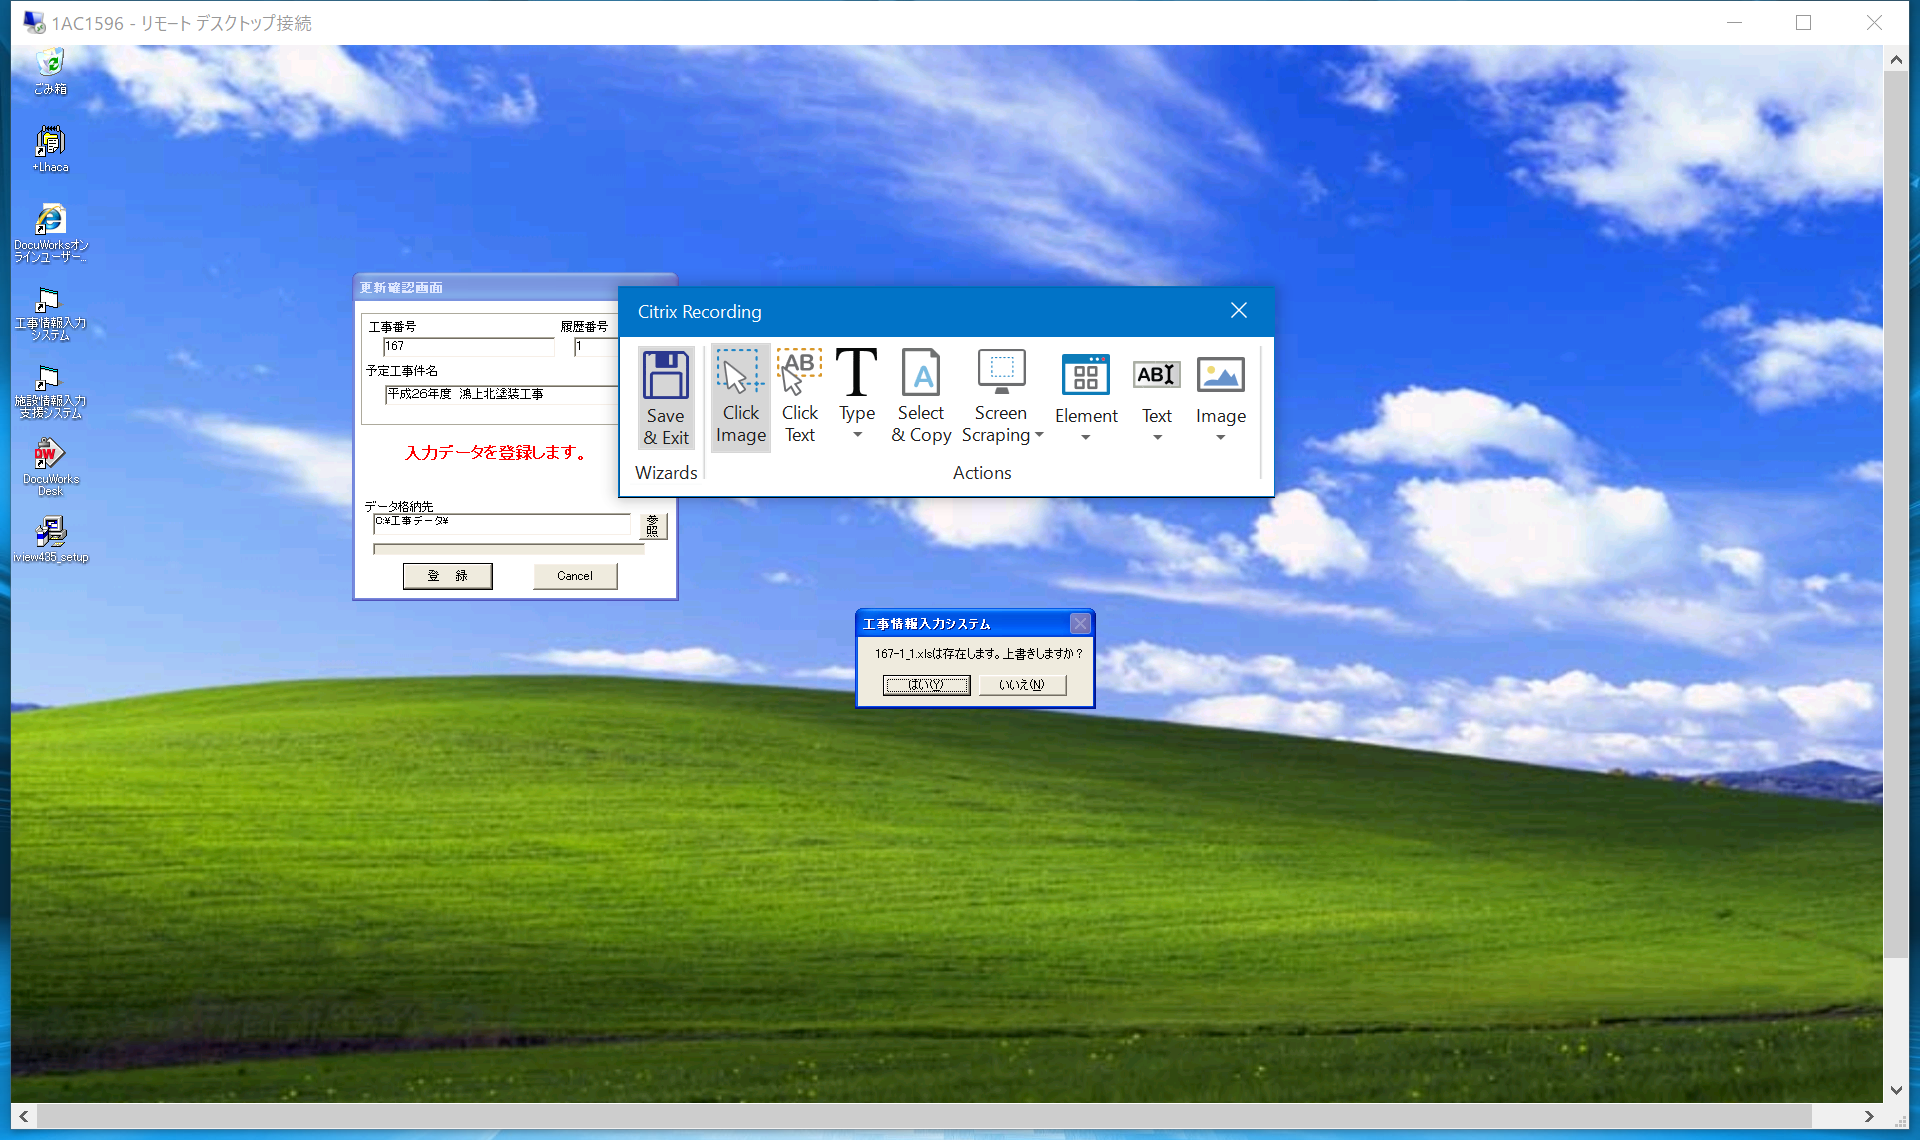 1AC1596 - リモート デスクトップ接続
ごみ箱
+Lhaca
DocuWorksオン
ラインユーザー...
工事情報入力
システム
施設情報入力
支援システム
DocuWorks
Desk
iview435_setup
更新確認画面
工事番号
履歴番号
167
1
予定工事件名
平成26年度 鴻上北塗装工事
入力データを登録します。
データ格納先
C:¥工事データ¥
参
照
登 録
Cancel
Citrix Recording
Save
& Exit
Click
Image
AB
Click
Text
T
Type
A
Select
& Copy
Screen
Scraping
Element
ABI
Text
Image
Wizards
Actions
工事情報入力システム
167-1_1.xlsは存在します。上書きしますか？
はい(Y)
いいえ(N)